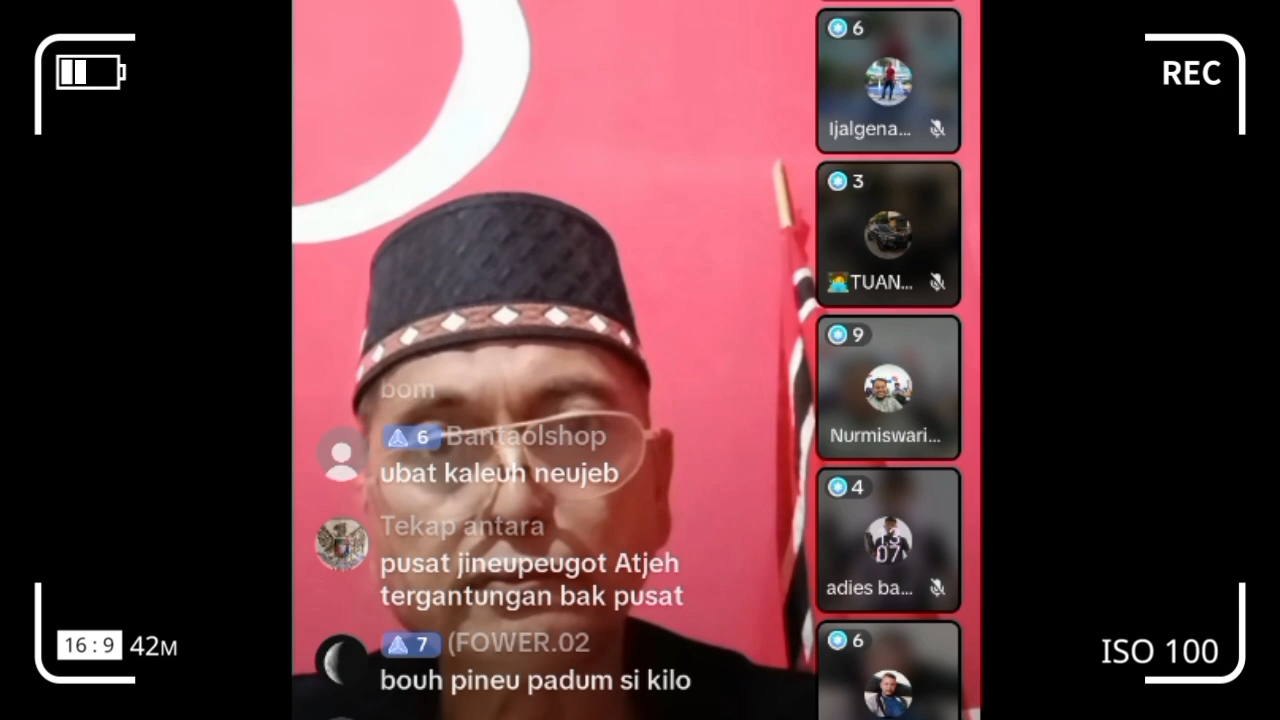 REC
6
Ijalgena...
3
TUAN...
9
Nurmiswari...
4
13
07
adies ba...
6
bom
6 Bantaolshop
ubat kaleuh neujeb
Tekap antara
pusat jineupeugot Atjeh
tergantungan bak pusat
7 (FOWER.02
bouh pineu padum si kilo
16:9 42M
ISO 100